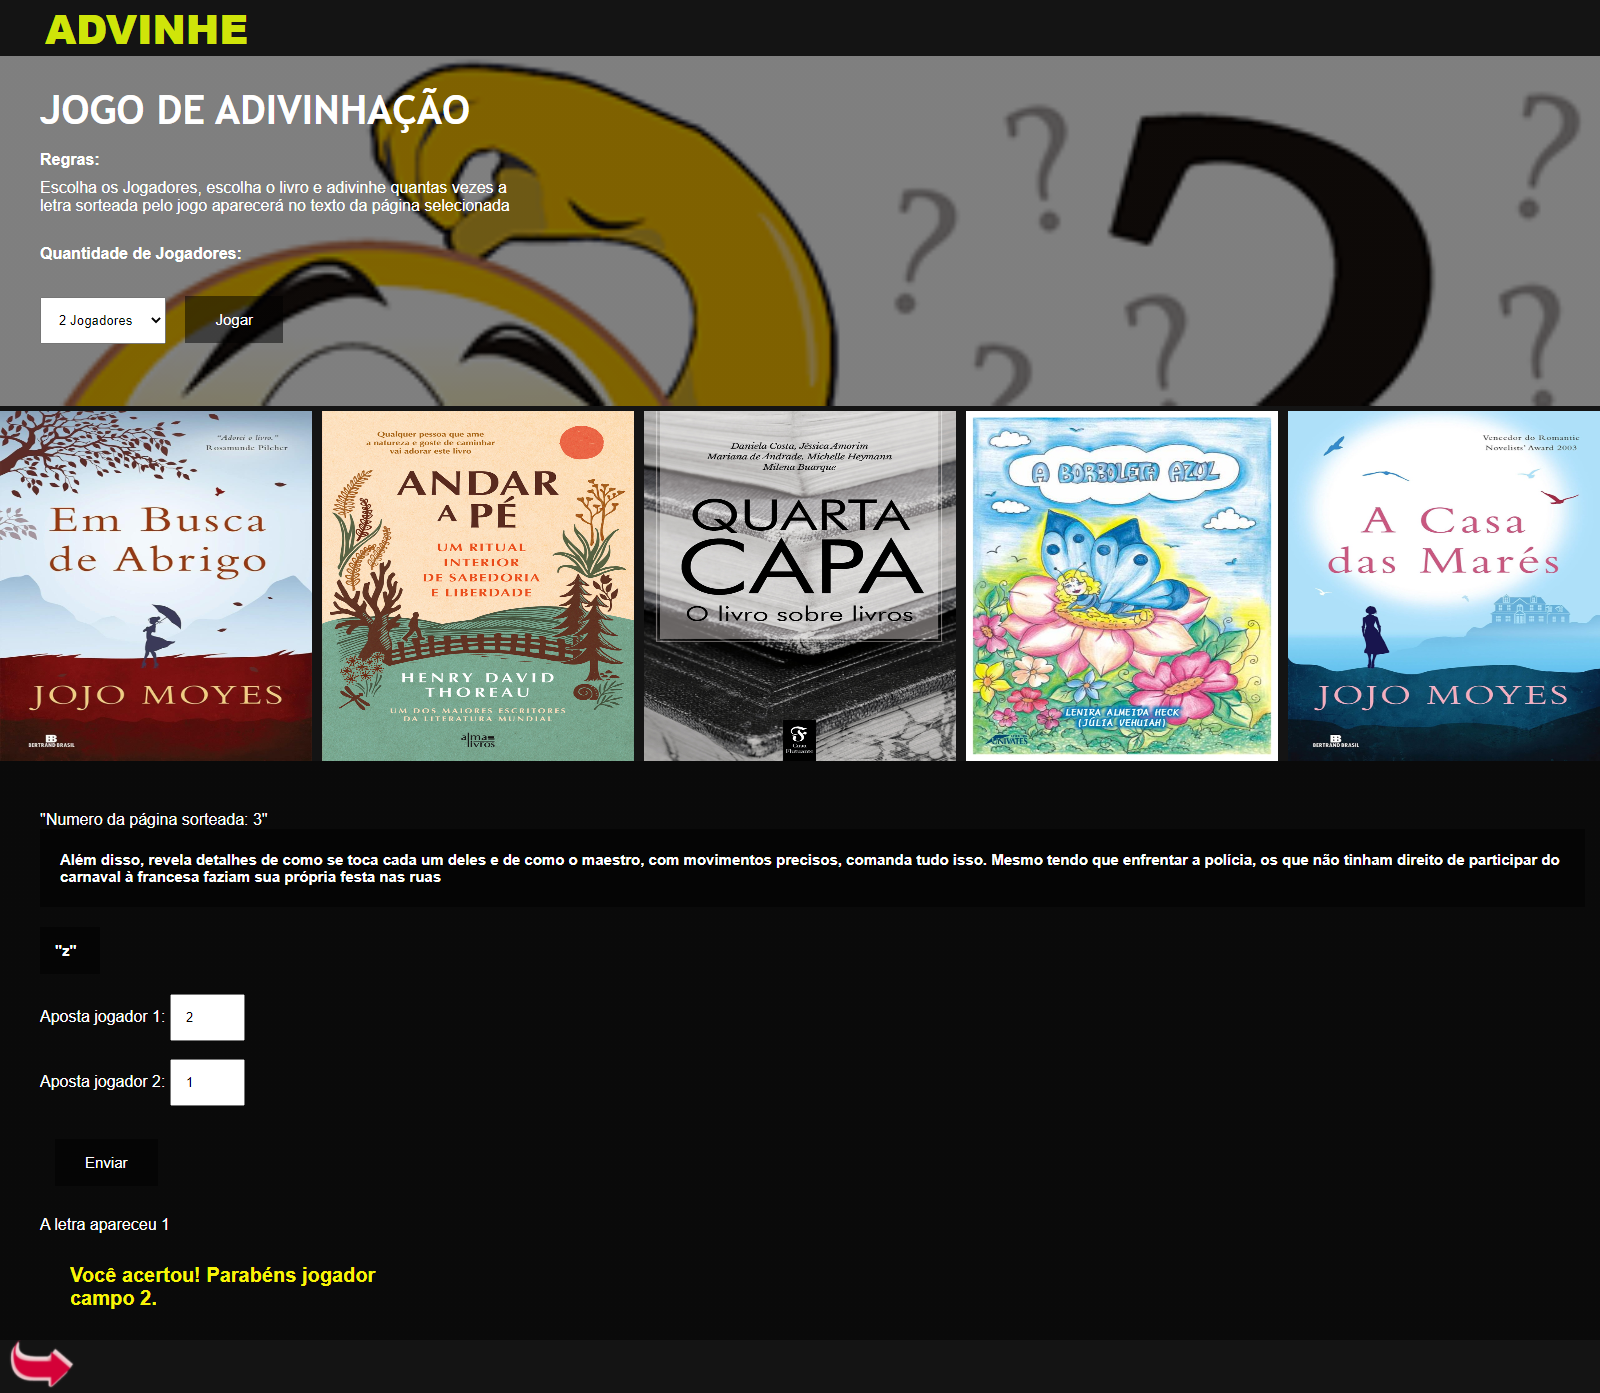 ADVINHE
JOGO DE ADIVINHAÇÃO
Regras:
Escolha os Jogadores, escolha o livro e adivinhe quantas vezes a
letra sorteada pelo jogo aparecerá no texto da página selecionada
Quantidade de Jogadores:
2 Jogadores
Jogar
"Adorei o livro."
Rosamunde Pilcher
Em Busca
de Abrigo
JOJO MOYES
BB
BERTRAND BRASIL
Qualquer pessoa que ame
a natureza e goste de caminhar
vai adorar este livro
ANDAR
A PÉ
UM RITUAL
INTERIOR
DE SABEDORIA
E LIBERDADE
HENRY DAVID
THOREAU
UM DOS MAIORES ESCRITORES
DA LITERATURA MUNDIAL
alma
livros
Daniela Costa, Jéssica Amorim
Mariana de Andrade, Michelle Heymann
Milena Buarque
QUARTA
CAPA
O livro sobre livros
Casa
Flutuante
A BORBOLETA AZUL
LENIRA ALMEIDA HECK
(JÚLIA VEHUIAH)
UNIVATES
Vencedor do Romantic
Novelists' Award 2003
A Casa
das Marés
JOJO MOYES
BB
BERTRAND BRASIL
"Numero da página sorteada: 3"
Além disso, revela detalhes de como se toca cada um deles e de como o maestro, com movimentos precisos, comanda tudo isso. Mesmo tendo que enfrentar a polícia, os que não tinham direito de participar do
carnaval à francesa faziam sua própria festa nas ruas
"z"
Aposta jogador 1: 2
Aposta jogador 2: 1
Enviar
A letra apareceu 1
Você acertou! Parabéns jogador
campo 2.